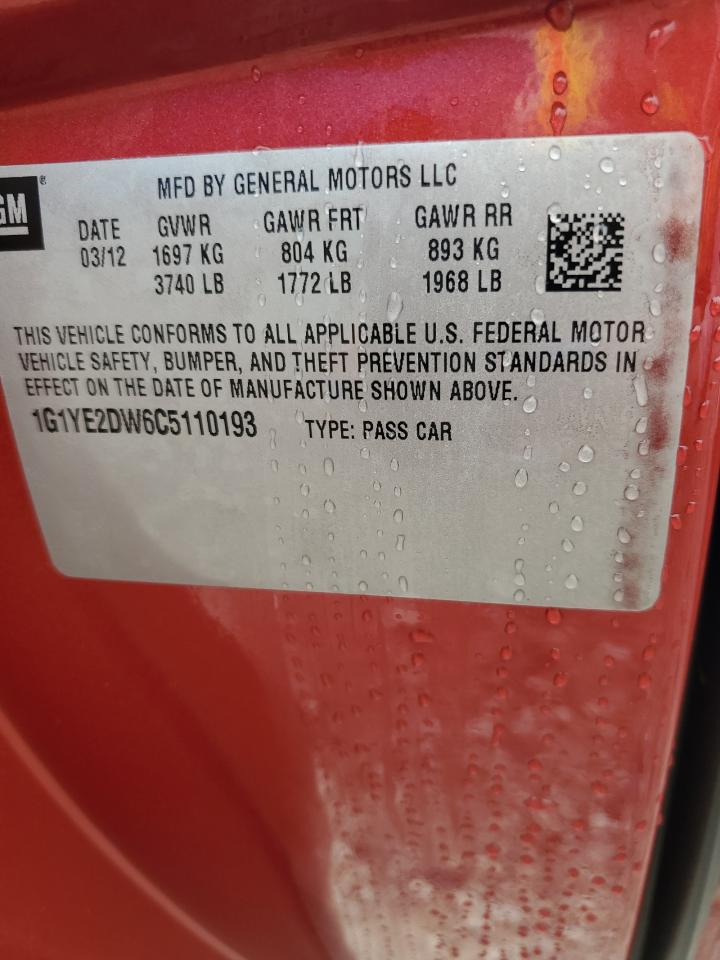 GM®
MFD BY GENERAL MOTORS LLC
DATE GVWR GAWR FRT GAWR RR
03/12 1697 KG 804 KG 893 KG
3740 LB 1772 LB 1968 LB
THIS VEHICLE CONFORMS TO ALL APPLICABLE U.S. FEDERAL MOTOR
VEHICLE SAFETY, BUMPER, AND THEFT PREVENTION STANDARDS IN
EFFECT ON THE DATE OF MANUFACTURE SHOWN ABOVE.
1G1YE2DW6C5110193 TYPE: PASS CAR